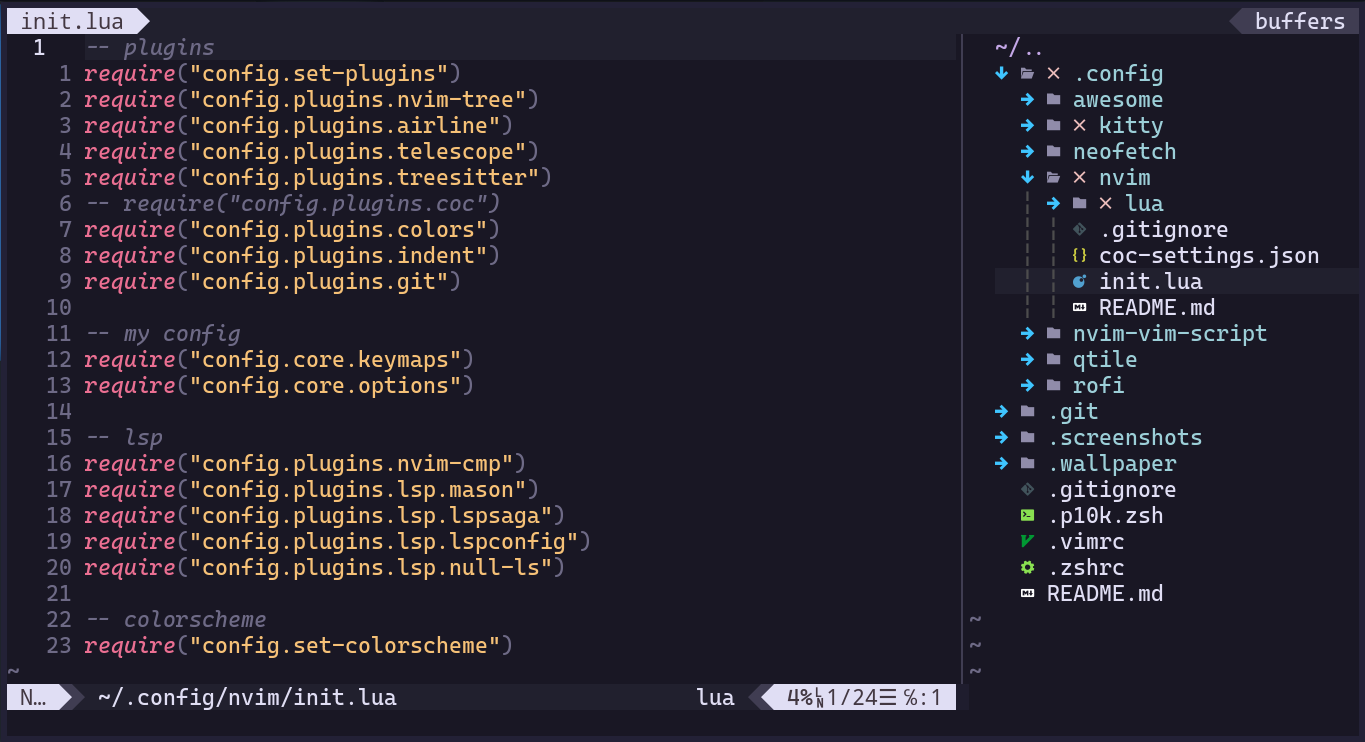 init.lua
buffers
1 -- plugins
1 require("config.set-plugins")
2 require("config.plugins.nvim-tree")
3 require("config.plugins.airline")
4 require("config.plugins.telescope")
5 require("config.plugins.treesitter")
6 -- require("config.plugins.coc")
7 require("config.plugins.colors")
8 require("config.plugins.indent")
9 require("config.plugins.git")
10
11 -- my config
12 require("config.core.keymaps")
13 require("config.core.options")
14
15 -- lsp
16 require("config.plugins.nvim-cmp")
17 require("config.plugins.lsp.mason")
18 require("config.plugins.lsp.lspsaga")
19 require("config.plugins.lsp.lspconfig")
20 require("config.plugins.lsp.null-ls")
21
22 -- colorscheme
23 require("config.set-colorscheme")
~
~/..
.config
awesome
kitty
neofetch
nvim
lua
.gitignore
{} coc-settings.json
init.lua
README.md
nvim-vim-script
qtile
rofi
.git
.screenshots
.wallpaper
.gitignore
.p10k.zsh
.vimrc
.zshrc
README.md
~
~
~
N… ~/.config/nvim/init.lua lua 4%␤1/24☰ ℅:1